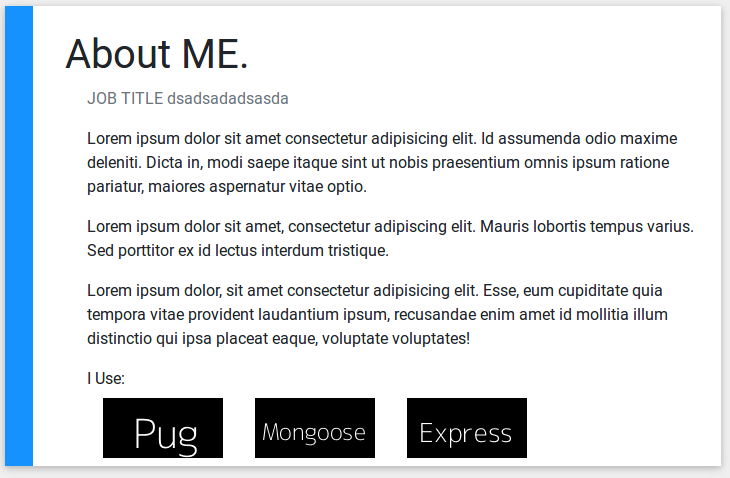 About ME.
JOB TITLE dsadsadadsasda
Lorem ipsum dolor sit amet consectetur adipisicing elit. Id assumenda odio maxime
deleniti. Dicta in, modi saepe itaque sint ut nobis praesentium omnis ipsum ratione
pariatur, maiores aspernatur vitae optio.
Lorem ipsum dolor sit amet, consectetur adipiscing elit. Mauris lobortis tempus varius.
Sed porttitor ex id lectus interdum tristique.
Lorem ipsum dolor, sit amet consectetur adipisicing elit. Esse, eum cupiditate quia
tempora vitae provident laudantium ipsum, recusandae enim amet id mollitia illum
distinctio qui ipsa placeat eaque, voluptate voluptates!
I Use:
Pug Mongoose Express